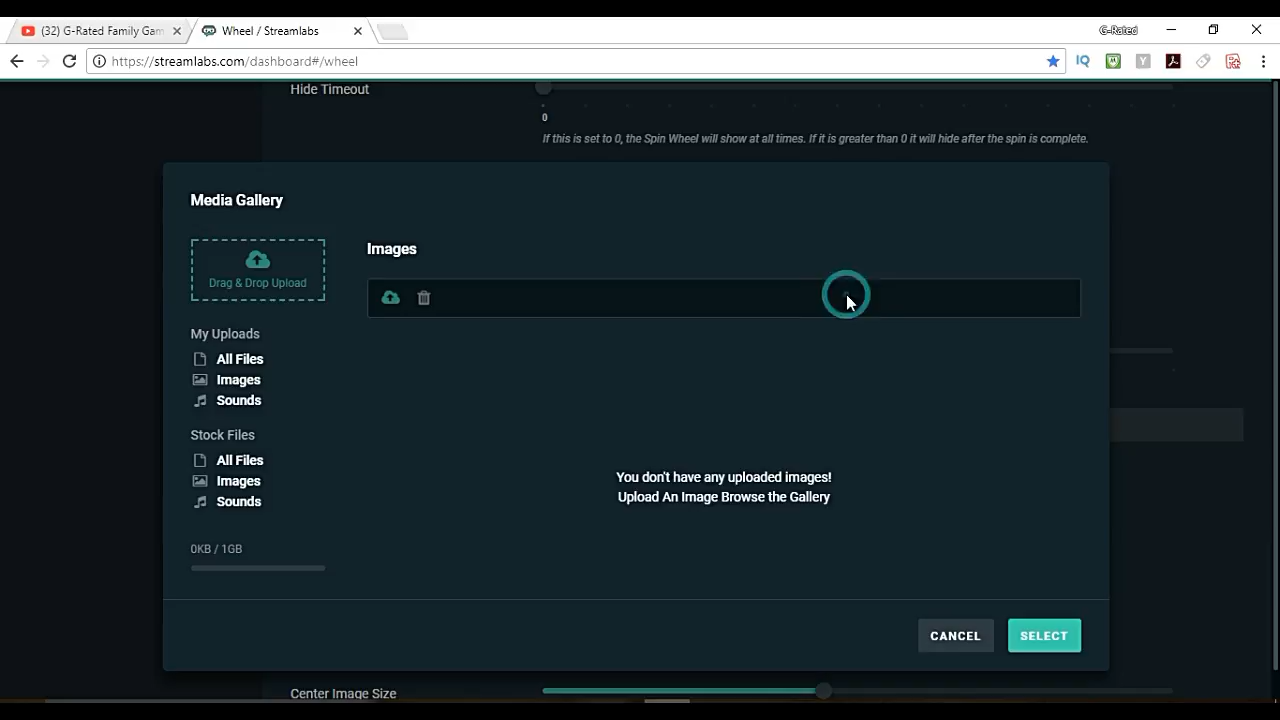 (32) G-Rated Family Gam
Wheel / Streamlabs
G-Rated
https://streamlabs.com/dashboard#/wheel
IQ
Y
Hide Timeout
0
If this is set to 0, the Spin Wheel will show at all times. If it is greater than 0 it will hide after the spin is complete.
Media Gallery
Drag & Drop Upload
Images
My Uploads
All Files
Images
Sounds
Stock Files
All Files
Images
Sounds
You don't have any uploaded images!
Upload An Image Browse the Gallery
0KB / 1GB
CANCEL
SELECT
Center Image Size